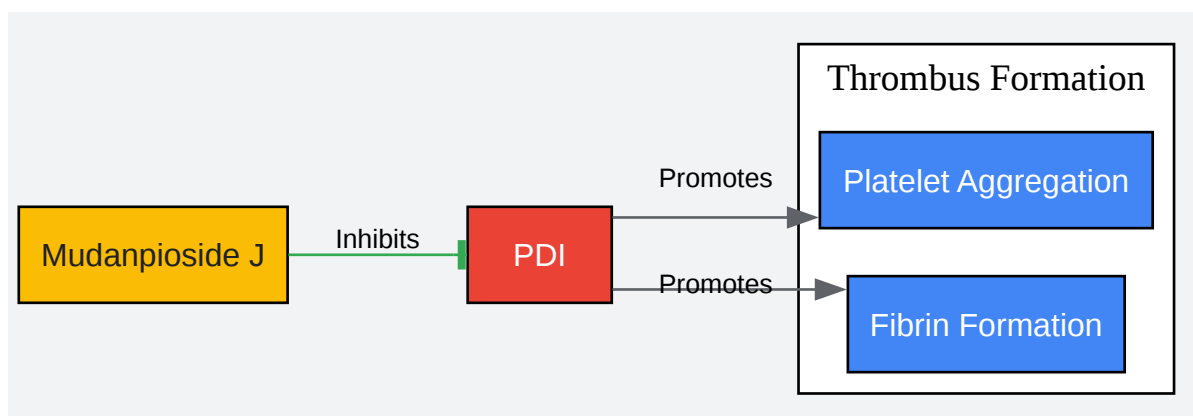 Thrombus Formation
Promotes
Platelet Aggregation
Mudanpioside J
Inhibits
PDI
Promotes
Fibrin Formation